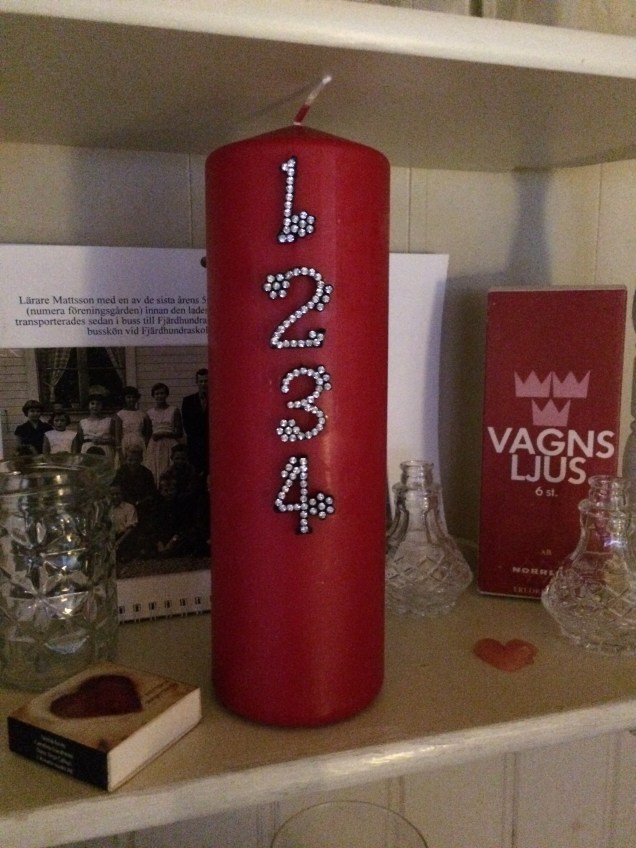 1
2
3
4
Lärare Mattsson med en av de sista årens
(numera föreningsgården) innan den lades
transporterades sedan i buss till Fjärdhundra
busskön vid Fjärdhundraskol
VAGNS
LJUS
6 st.
AB